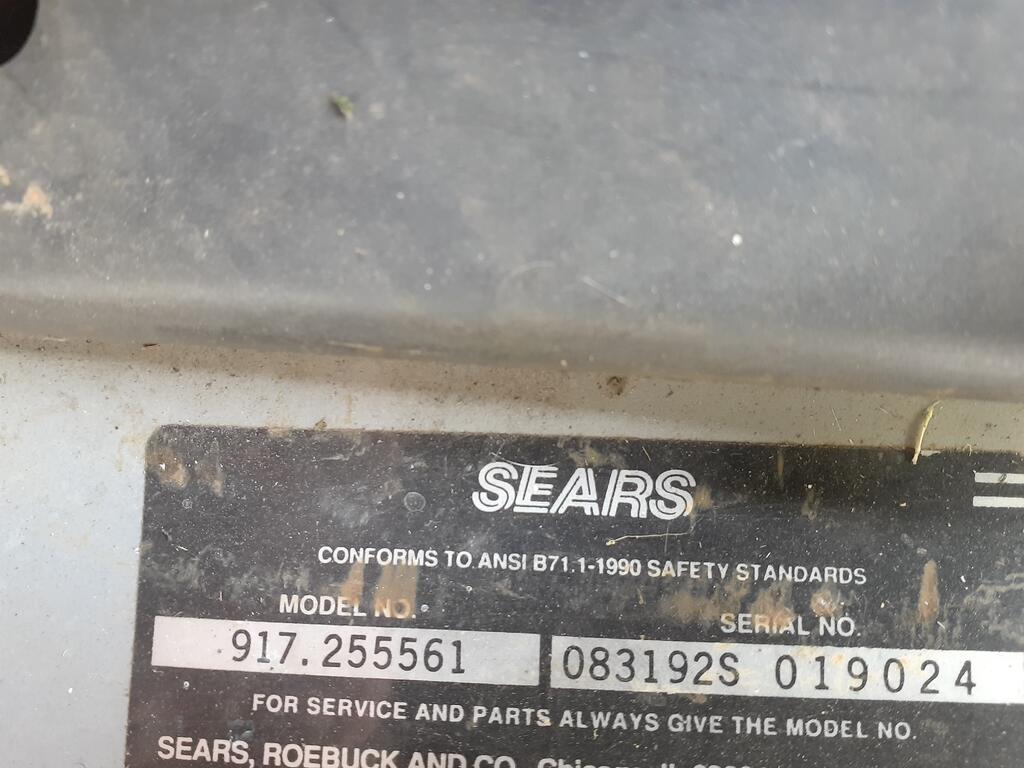 SEARS
CONFORMS TO ANSI B71.1-1990 SAFETY STANDARDS
MODEL NO. SERIAL NO.
917.255561 083192S 019024
FOR SERVICE AND PARTS ALWAYS GIVE THE MODEL NO.
SEARS, ROEBUCK AND CO.